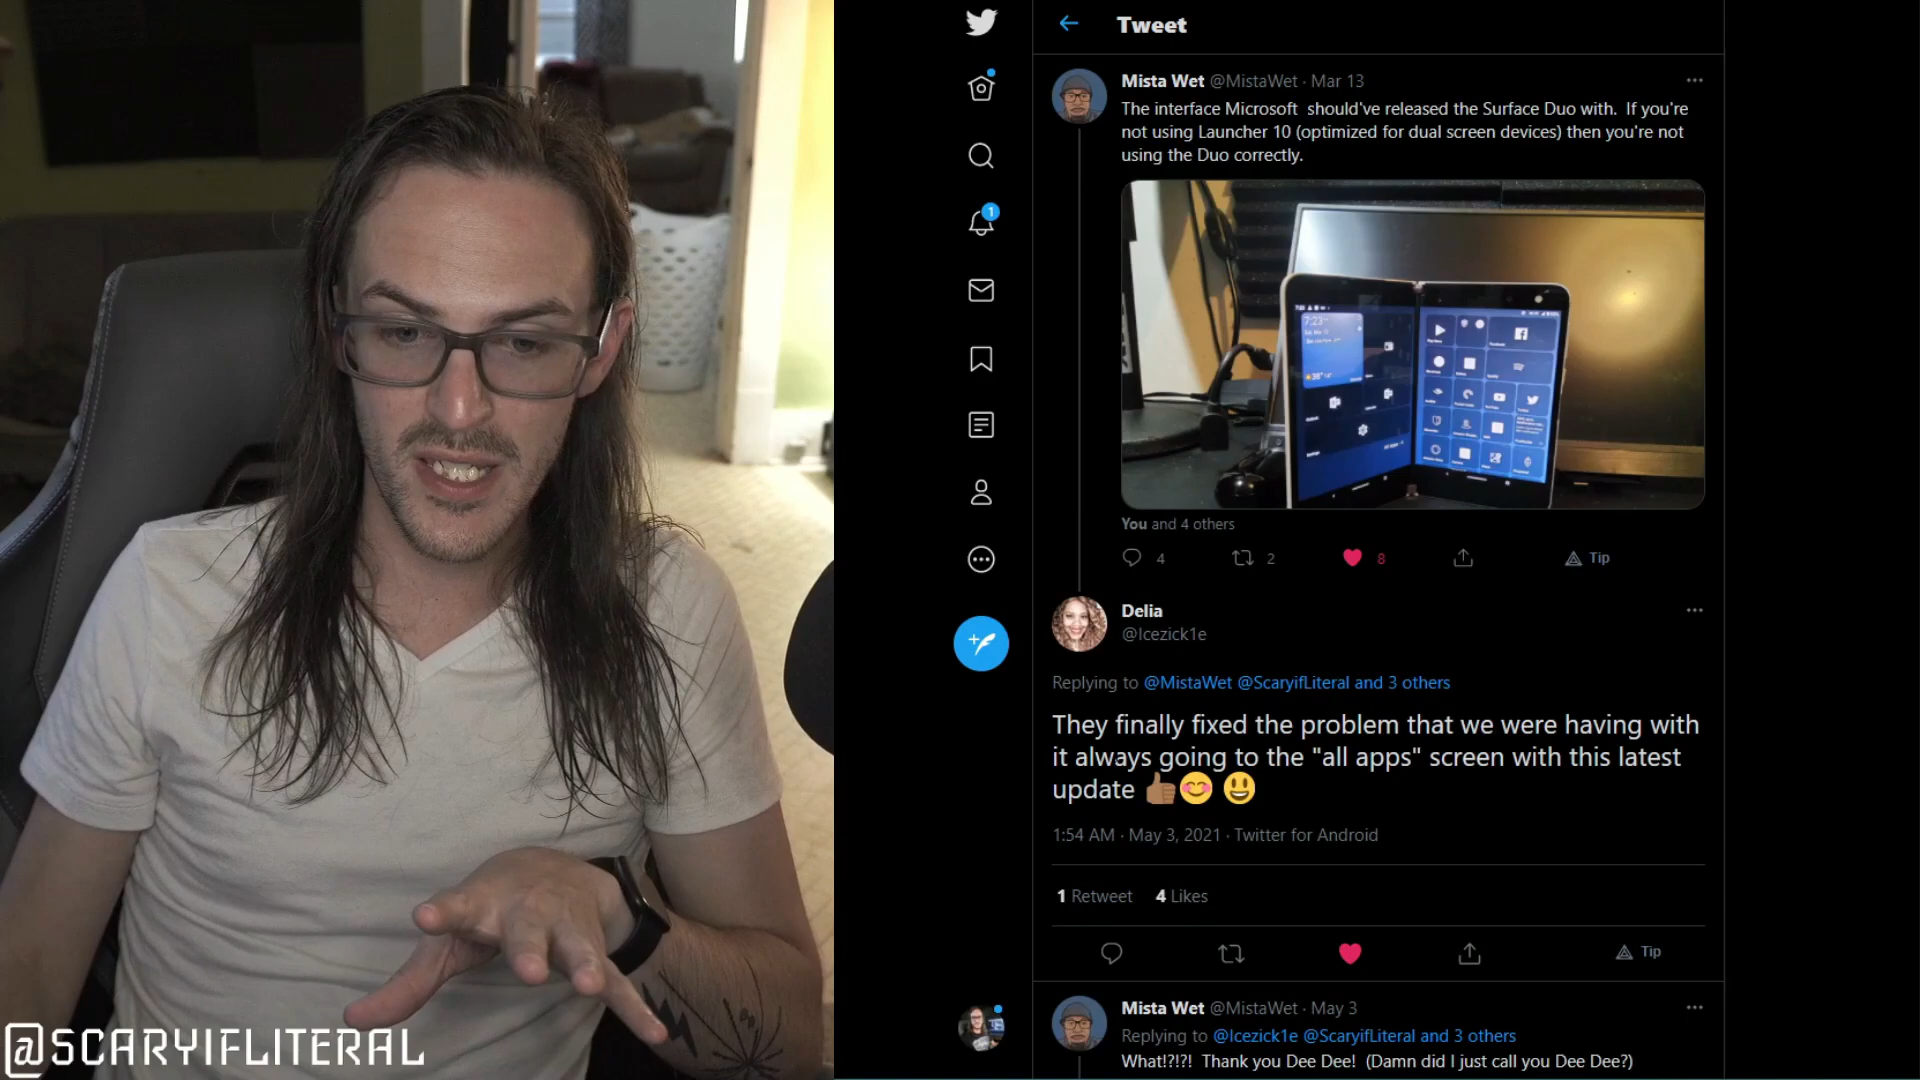 Tweet
Mista Wet @MistaWet · Mar 13
The interface Microsoft should've released the Surface Duo with. If you're
not using Launcher 10 (optimized for dual screen devices) then you're not
using the Duo correctly.
7:23
You and 4 others
4 2 8 Tip
Delia
@Icezick1e
Replying to @MistaWet @ScaryifLiteral and 3 others
They finally fixed the problem that we were having with
it always going to the "all apps" screen with this latest
update 👍🏾😊 😃
1:54 AM · May 3, 2021 · Twitter for Android
1 Retweet 4 Likes
Tip
Mista Wet @MistaWet · May 3
Replying to @Icezick1e @ScaryifLiteral and 3 others
What!?!?! Thank you Dee Dee! (Damn did I just call you Dee Dee?)
1
@SCARYIFLITERAL